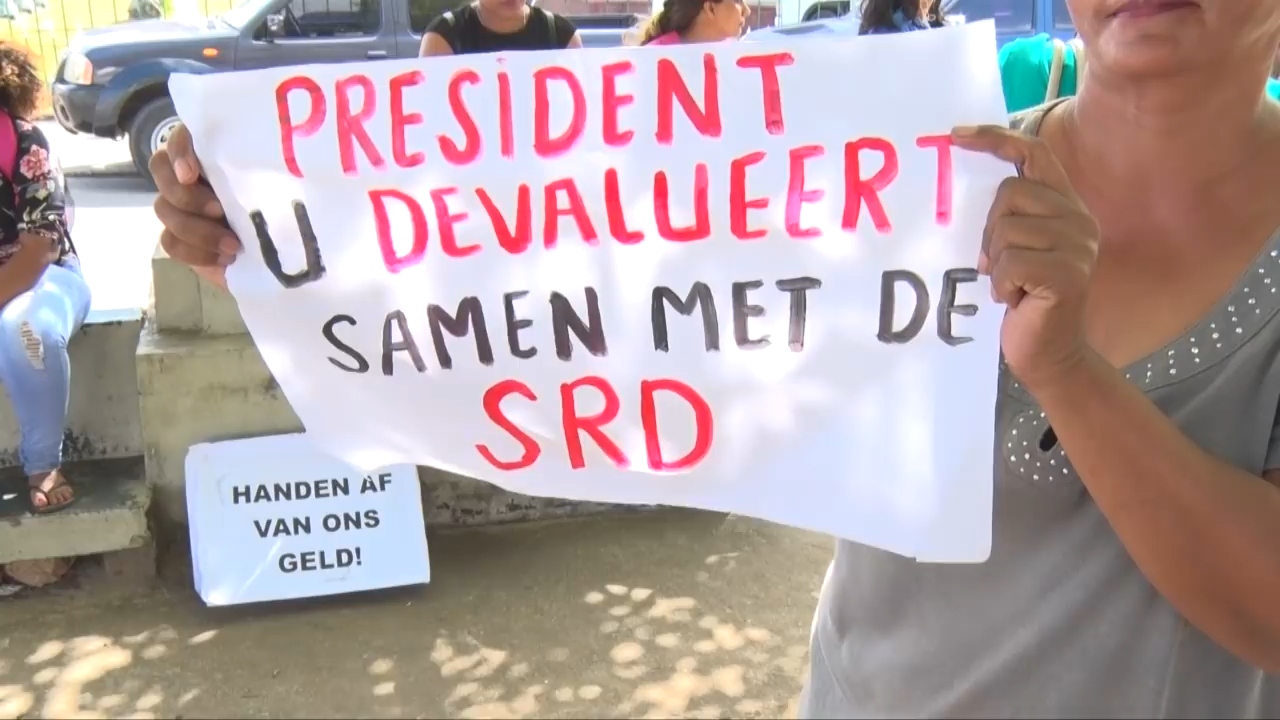 PRESIDENT
U DEVALUEERT
SAMEN MET DE
SRD
HANDEN AF
VAN ONS
GELD!